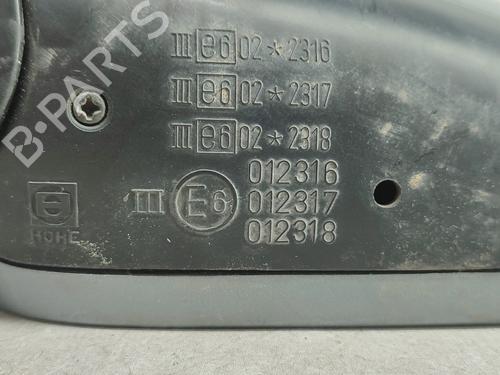 III e6 02*2316
III e6 02*2317
III e6 02*2318
III E6 012316
012317
012318
HOHE
B-PARTS